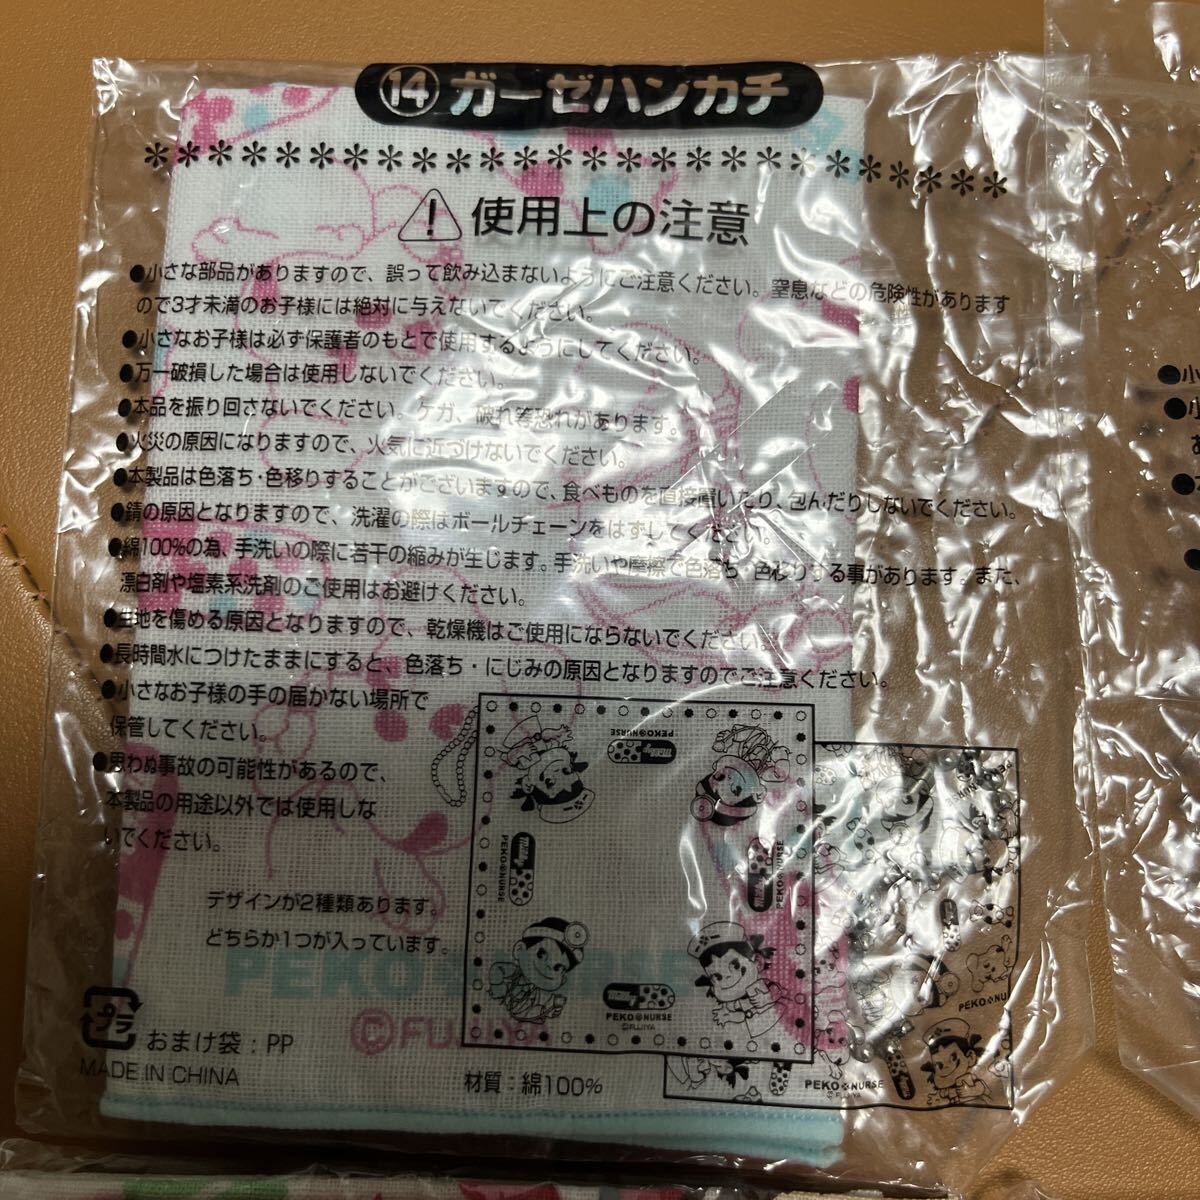 ⑭ ガーゼハンカチ
*************************
⚠使用上の注意
●小さな部品がありますので、誤って飲み込まないようにご注意ください。窒息などの危険性があります
ので3才未満のお子様には絶対に与えないでください。
●小さなお子様は必ず保護者のもとで使用するようにしてください。
●万一破損した場合は使用しないでください。
●本品を振り回さないでください。ケガ、破れ等恐れがあります。
●火災の原因になりますので、火気に近づけないでください。
●本製品は色落ち・色移りすることがございますので、食べものを直接置いたり、包んだりしないでください。
●錆の原因となりますので、洗濯の際はボールチェーンをはずしてください。
●綿100%の為、手洗いの際に若干の縮みが生じます。手洗いや摩擦で色落ち、色移りする事があります。また、
漂白剤や塩素系洗剤のご使用はお避けください。
●生地を傷める原因となりますので、乾燥機はご使用にならないでください。
●長時間水につけたままにすると、色落ち・にじみの原因となりますのでご注意ください。
●小さなお子様の手の届かない場所で
保管してください。
●思わぬ事故の可能性があるので、
本製品の用途以外では使用しな
いでください。
デザインが2種類あります。
どちらか1つが入っています。
PEKO NURSE
©FUJIYA
プラ
おまけ袋：PP
MADE IN CHINA
材質：綿100%
Milky
PEKO NURSE
Milky
PEKO NURSE
Milky
PEKO NURSE
Milky
PEKO NURSE
©FUJIYA
PEKO NURSE
PEKO NURSE
©FUJIYA
●小
●小